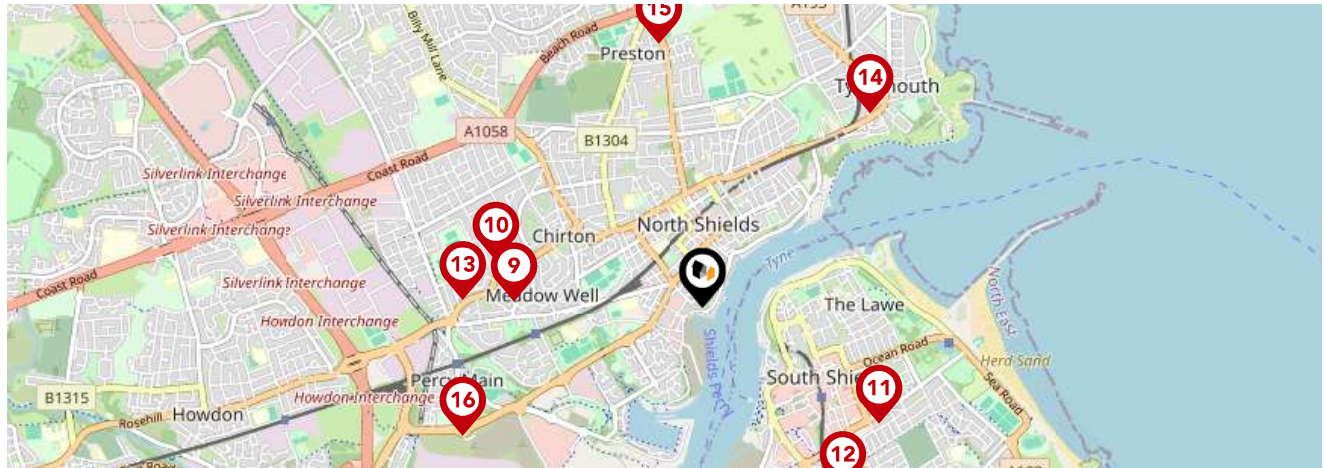 15
A193
Billy Mill Lane
Beach Road
Preston
14
A1058
B1304
Coast Road
Silverlink Interchange
Silverlink Interchange
Silverlink Interchange
10
Chirton
North Shields
Tyne
13
9
Coast Road
Silverlink Interchange
Meadow Well
The Lawe
North East
Howdon Interchange
Shields Ferry
Ocean Road
Herd Sand
Percy Main
South Shie
11
Sea Road
B1315
Howdon Interchange
16
Rosehill
Howdon
12